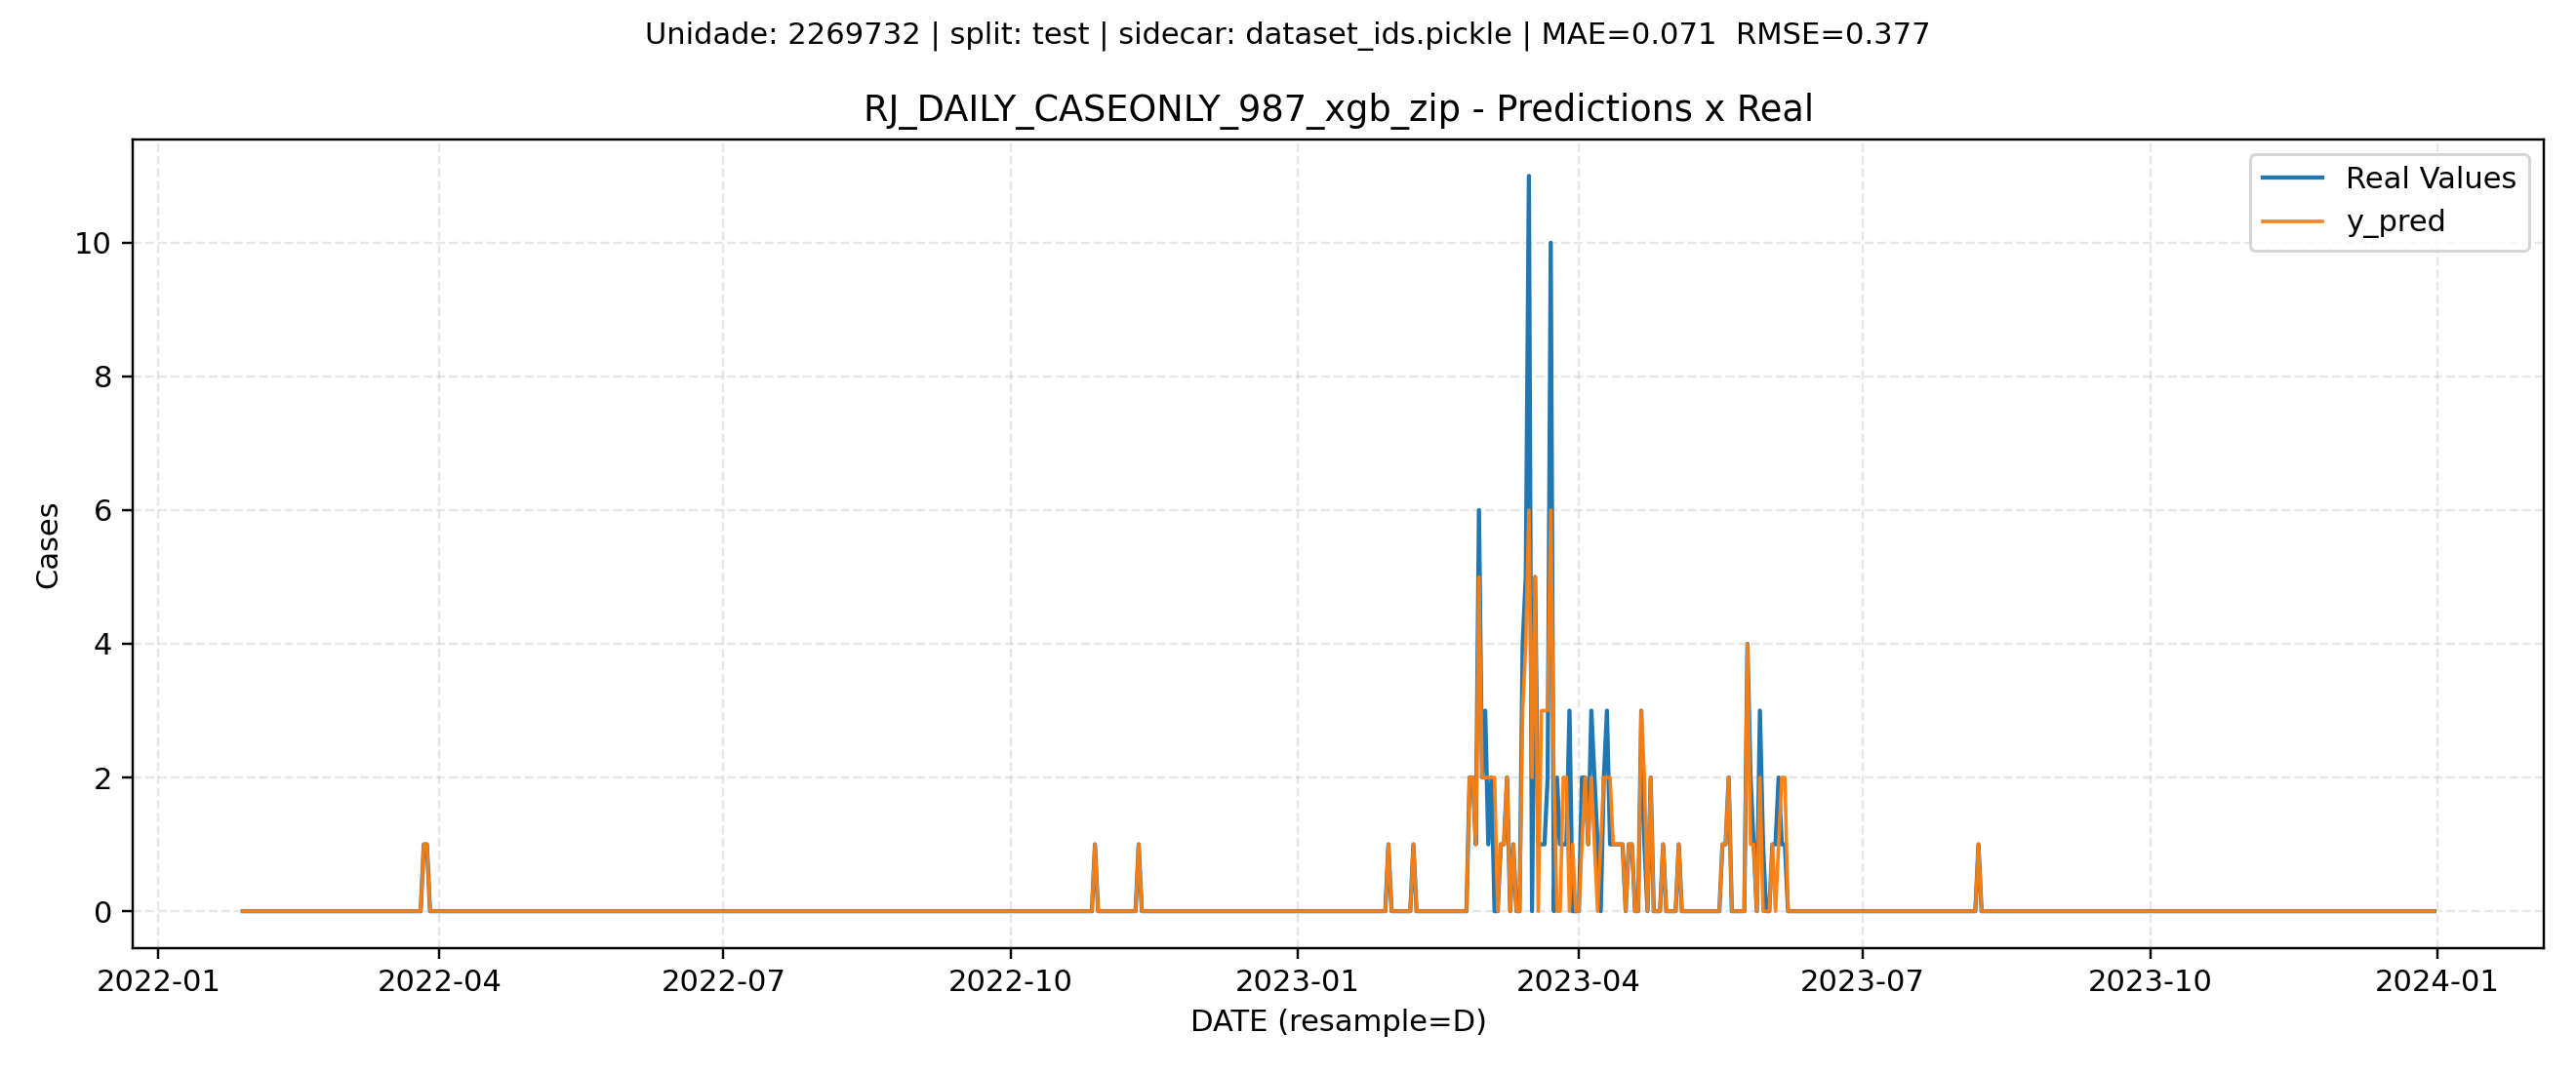 Unidade: 2269732 | split: test | sidecar: dataset_ids.pickle | MAE=0.071  RMSE=0.377
RJ_DAILY_CASEONLY_987_xgb_zip - Predictions x Real
Real Values
y_pred
10
8
6
4
2
0
Cases
2022-01 2022-04 2022-07 2022-10 2023-01 2023-04 2023-07 2023-10 2024-01
DATE (resample=D)